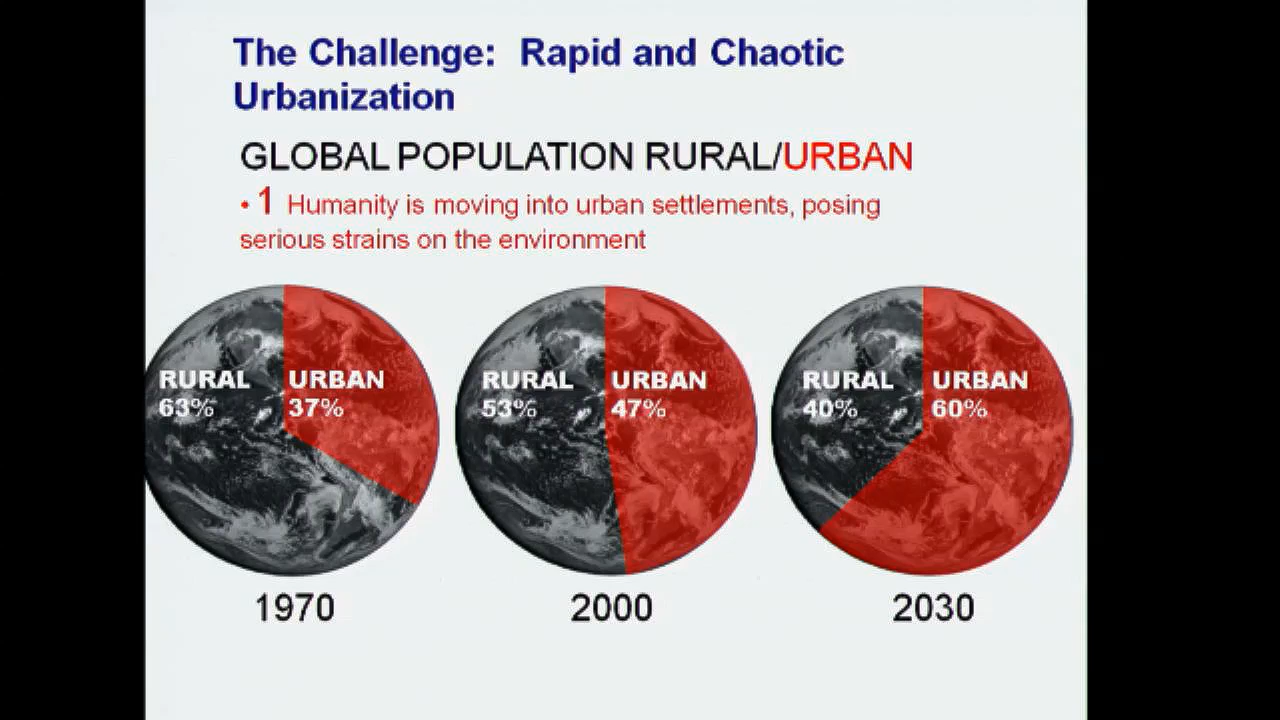 The Challenge: Rapid and Chaotic
Urbanization
GLOBAL POPULATION RURAL/URBAN
• 1 Humanity is moving into urban settlements, posing
serious strains on the environment
RURAL 63%
URBAN 37%
RURAL 53%
URBAN 47%
RURAL 40%
URBAN 60%
1970
2000
2030